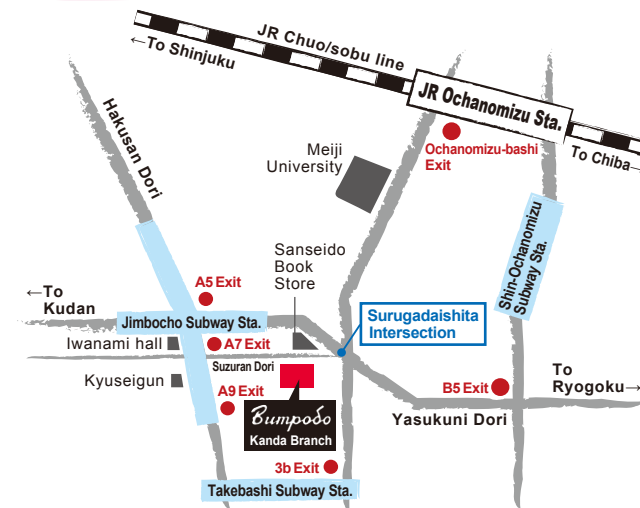 JR Chuo/sobu line
←To Shinjuku
JR Ochanomizu Sta.
Ochanomizu-bashi
Exit
To Chiba→
Hakusan Dori
Meiji
University
Shin-Ochanomizu
Subway Sta.
Sanseido
Book
Store
A5 Exit
←To
Kudan
Jimbocho Subway Sta.
Surugadaishita
Intersection
Iwanami hall
A7 Exit
Suzuran Dori
Kyuseigun
A9 Exit
B5 Exit
To
Ryogoku→
Bumpodo
Kanda Branch
Yasukuni Dori
3b Exit
Takebashi Subway Sta.